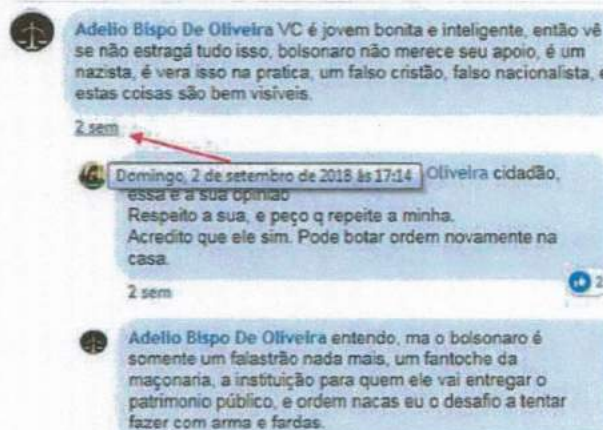 Adelio Bispo De Oliveira VC é jovem bonita e inteligente, então vê
se não estragá tudo isso, bolsonaro não merece seu apoio, é um
nazista, é vera isso na pratica, um falso cristão, falso nacionalista, e
estas coisas são bem visiveis.
2 sem
Domingo, 2 de setembro de 2018 às 17:14 Oliveira cidadão,
essa é a sua opinião
Respeito a sua, e peço q repeite a minha.
Acredito que ele sim. Pode botar ordem novamente na
casa.
2
2 sem
Adelio Bispo De Oliveira entendo, ma o bolsonaro é
somente um falastrão nada mais, um fantoche da
maçonaria, a instituição para quem ele vai entregar o
patrimonio público, e ordem nacas eu o desafio a tentar
fazer com arma e fardas.